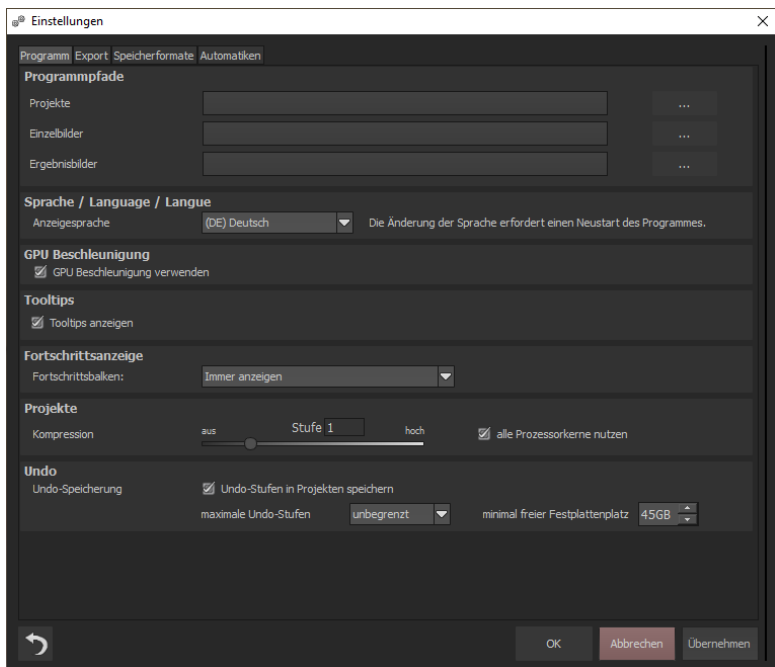 Einstellungen
Programm Export Speicherformate Automatiken
Programmpfade
Projekte ...
Einzelbilder ...
Ergebnisbilder ...
Sprache / Language / Langue
Anzeigesprache (DE) Deutsch Die Änderung der Sprache erfordert einen Neustart des Programmes.
GPU Beschleunigung
GPU Beschleunigung verwenden
Tooltips
Tooltips anzeigen
Fortschrittsanzeige
Fortschrittsbalken: Immer anzeigen
Projekte
Kompression aus Stufe 1 hoch alle Prozessorkerne nutzen
Undo
Undo-Speicherung Undo-Stufen in Projekten speichern
maximale Undo-Stufen unbegrenzt minimal freier Festplattenplatz 45GB
OK Abbrechen Übernehmen